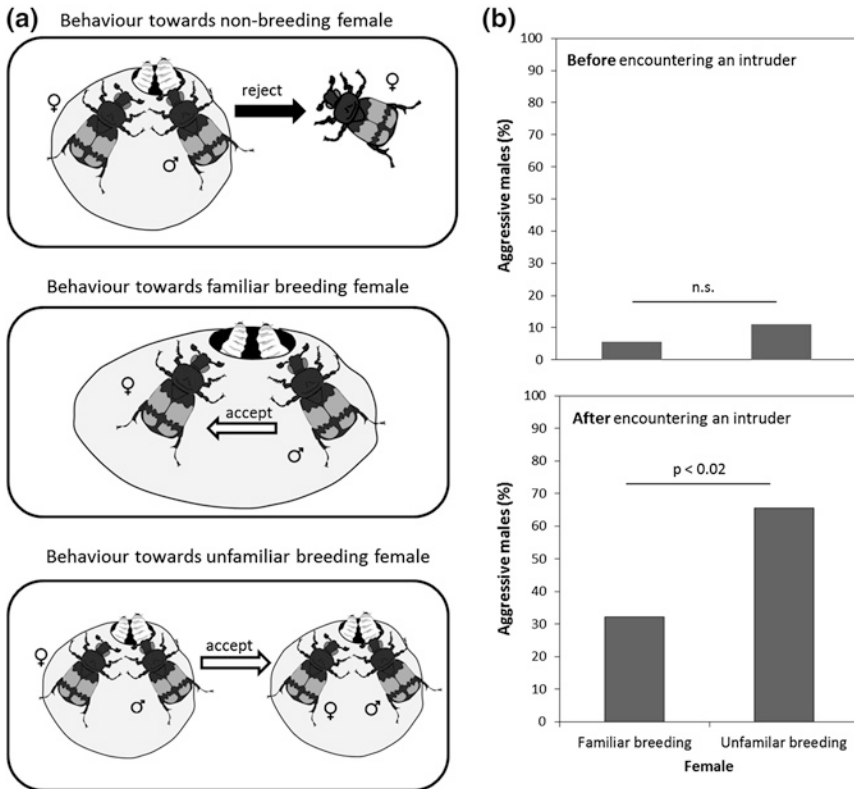 (a)
Behaviour towards non-breeding female
♀
reject
♀
♂
Behaviour towards familiar breeding female
♀
accept
♂
Behaviour towards unfamiliar breeding female
♀
accept
♂
♀ ♂
(b)
Aggressive males (%)
100
90
80
70
60
50
40
30
20
10
0
Before encountering an intruder
n.s.
Aggressive males (%)
100
90
80
70
60
50
40
30
20
10
0
After encountering an intruder
p < 0.02
Familiar breeding Unfamilar breeding
Female